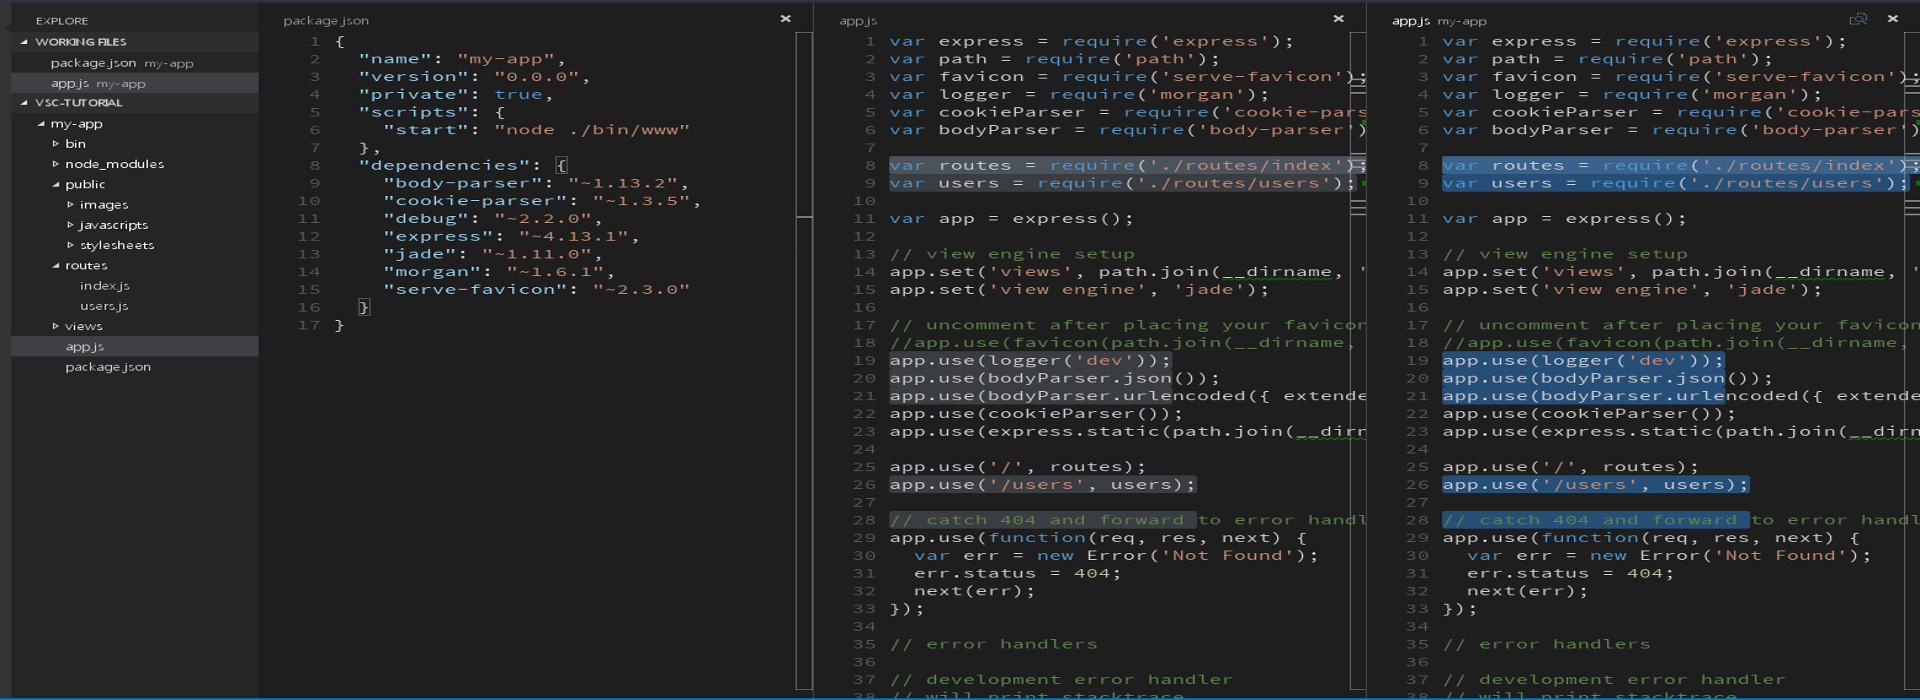 EXPLORE
WORKING FILES
package.json my-app
app.js my-app
VSC-TUTORIAL
my-app
bin
node_modules
public
images
javascripts
stylesheets
routes
index.js
users.js
views
app.js
package.json
package.json
1 {
2 "name": "my-app",
3 "version": "0.0.0",
4 "private": true,
5 "scripts": {
6 "start": "node ./bin/www"
7 },
8 "dependencies": {
9 "body-parser": "~1.13.2",
10 "cookie-parser": "~1.3.5",
11 "debug": "~2.2.0",
12 "express": "~4.13.1",
13 "jade": "~1.11.0",
14 "morgan": "~1.6.1",
15 "serve-favicon": "~2.3.0"
16 }
17 }
app.js
1 var express = require('express');
2 var path = require('path');
3 var favicon = require('serve-favicon');
4 var logger = require('morgan');
5 var cookieParser = require('cookie-pars
6 var bodyParser = require('body-parser')
7
8 var routes = require('./routes/index');
9 var users = require('./routes/users');
10
11 var app = express();
12
13 // view engine setup
14 app.set('views', path.join(__dirname, '
15 app.set('view engine', 'jade');
16
17 // uncomment after placing your favicon
18 //app.use(favicon(path.join(__dirname,
19 app.use(logger('dev'));
20 app.use(bodyParser.json());
21 app.use(bodyParser.urlencoded({ extende
22 app.use(cookieParser());
23 app.use(express.static(path.join(__dirn
24
25 app.use('/', routes);
26 app.use('/users', users);
27
28 // catch 404 and forward to error handl
29 app.use(function(req, res, next) {
30 var err = new Error('Not Found');
31 err.status = 404;
32 next(err);
33 });
34
35 // error handlers
36
37 // development error handler
38 // will print stacktrace
app.js my-app
1 var express = require('express');
2 var path = require('path');
3 var favicon = require('serve-favicon');
4 var logger = require('morgan');
5 var cookieParser = require('cookie-pars
6 var bodyParser = require('body-parser')
7
8 var routes = require('./routes/index');
9 var users = require('./routes/users');
10
11 var app = express();
12
13 // view engine setup
14 app.set('views', path.join(__dirname, '
15 app.set('view engine', 'jade');
16
17 // uncomment after placing your favicon
18 //app.use(favicon(path.join(__dirname,
19 app.use(logger('dev'));
20 app.use(bodyParser.json());
21 app.use(bodyParser.urlencoded({ extende
22 app.use(cookieParser());
23 app.use(express.static(path.join(__dirn
24
25 app.use('/', routes);
26 app.use('/users', users);
27
28 // catch 404 and forward to error handl
29 app.use(function(req, res, next) {
30 var err = new Error('Not Found');
31 err.status = 404;
32 next(err);
33 });
34
35 // error handlers
36
37 // development error handler
38 // will print stacktrace